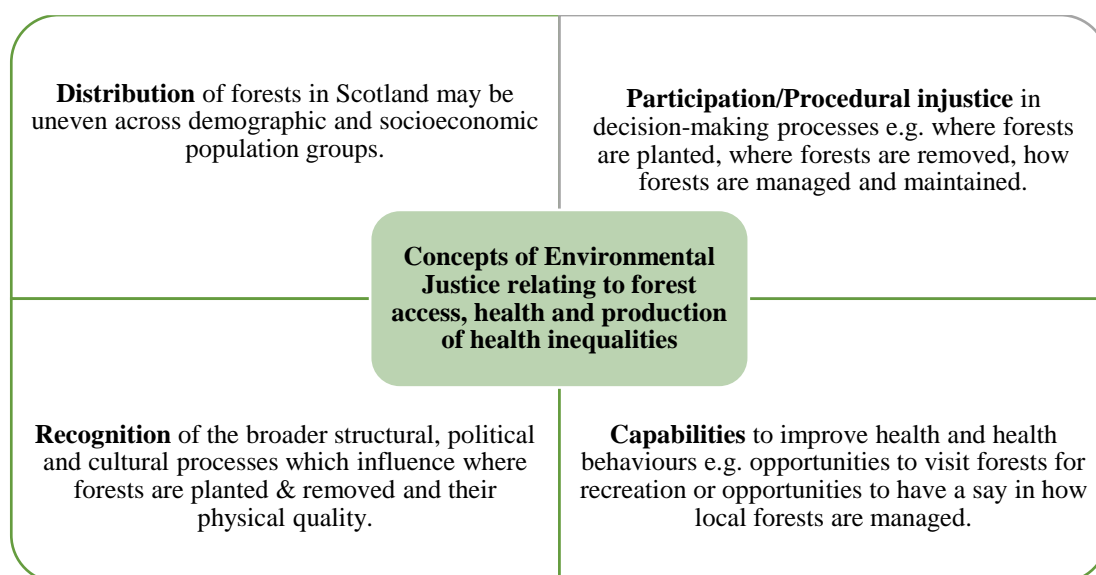 Distribution of forests in Scotland may be
uneven across demographic and socioeconomic
population groups.
Participation/Procedural injustice in
decision-making processes e.g. where forests
are planted, where forests are removed, how
forests are managed and maintained.
Concepts of Environmental
Justice relating to forest
access, health and production
of health inequalities
Recognition of the broader structural, political
and cultural processes which influence where
forests are planted & removed and their
physical quality.
Capabilities to improve health and health
behaviours e.g. opportunities to visit forests for
recreation or opportunities to have a say in how
local forests are managed.